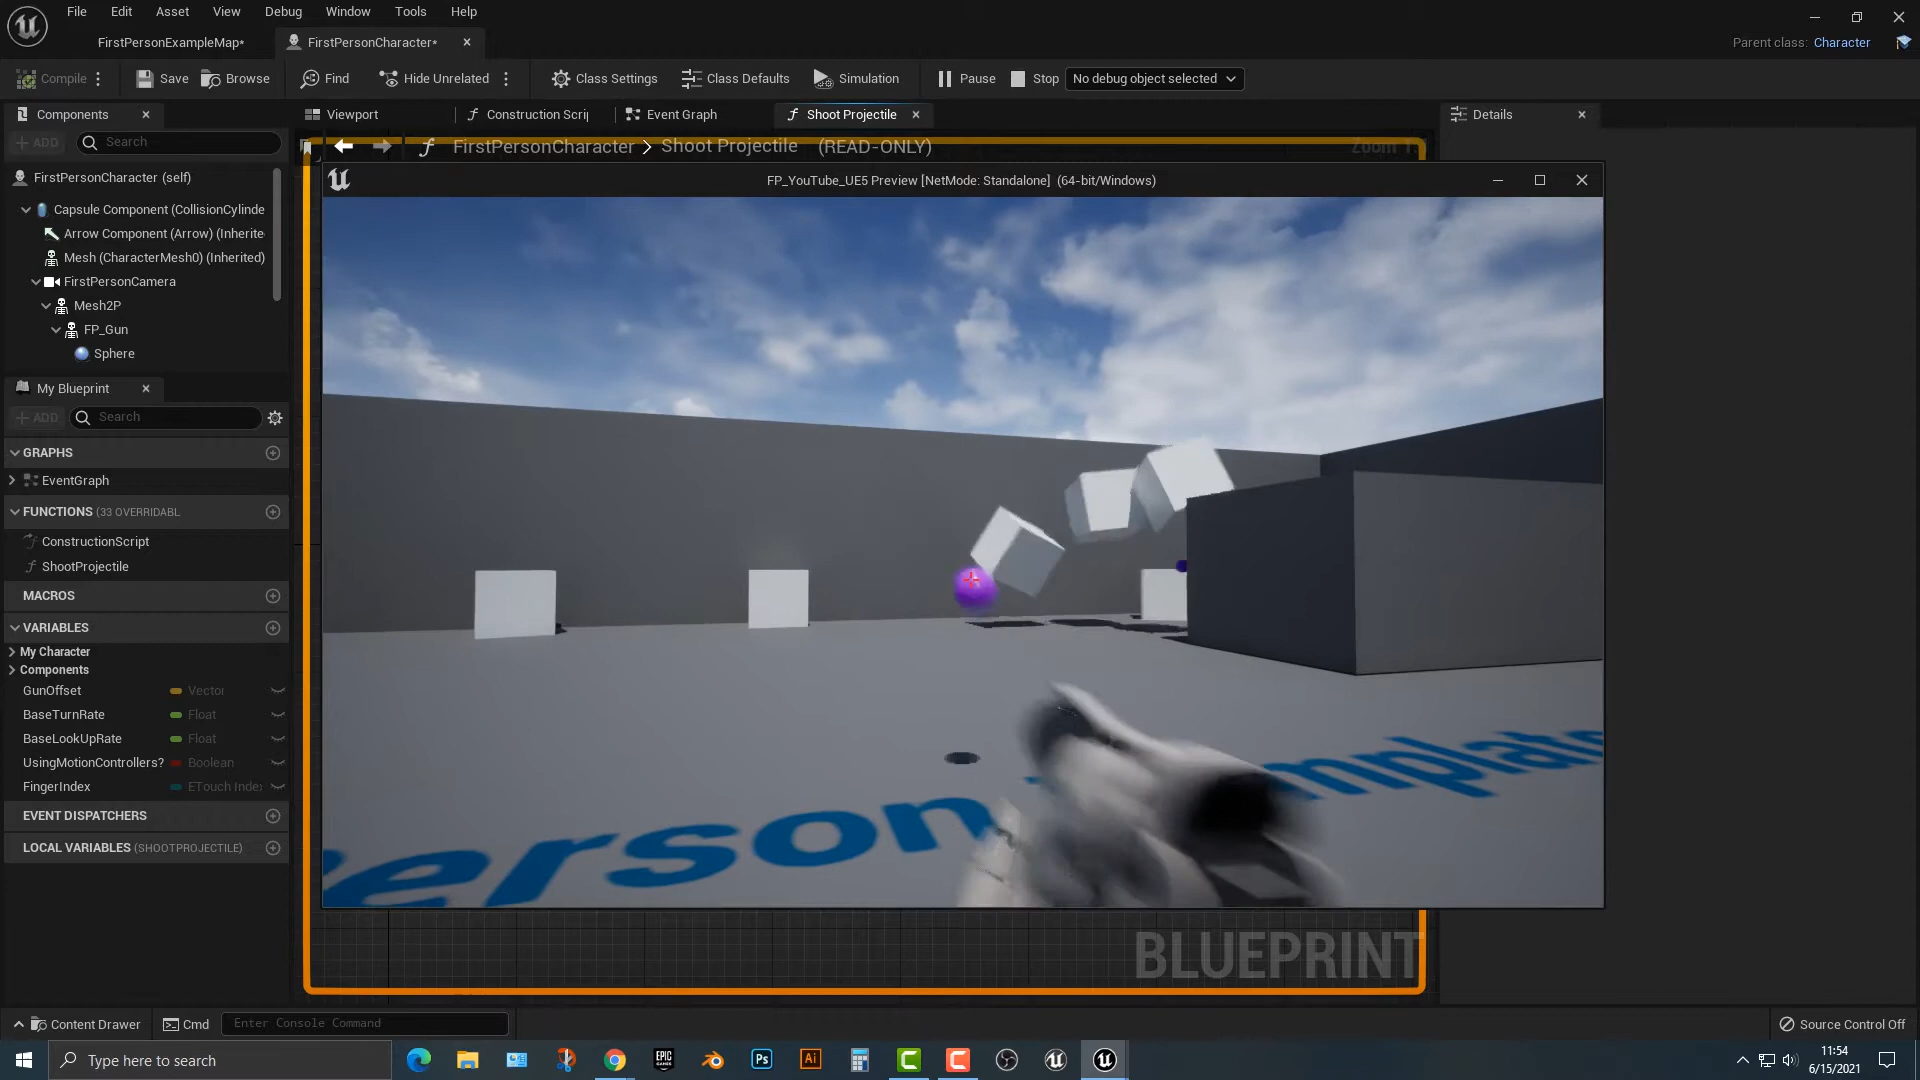 File Edit Asset View Debug Window Tools Help
FirstPersonExampleMap*
FirstPersonCharacter*
Parent class: Character
Compile
Save
Browse
Find
Hide Unrelated
Class Settings
Class Defaults
Simulation
Pause
Stop
No debug object selected
Components
Viewport
Construction Scri
Event Graph
Shoot Projectile
Details
ADD
Search
FirstPersonCharacter > Shoot Projectile (READ-ONLY)
FirstPersonCharacter (self)
FP_YouTube_UE5 Preview [NetMode: Standalone] (64-bit/Windows)
Capsule Component (CollisionCylinde
Arrow Component (Arrow) (Inherite
Mesh (CharacterMesh0) (Inherited)
FirstPersonCamera
Mesh2P
FP_Gun
Sphere
My Blueprint
ADD
Search
GRAPHS
EventGraph
FUNCTIONS (33 OVERRIDABL
ConstructionScript
ShootProjectile
MACROS
VARIABLES
My Character
Components
GunOffset Vector
BaseTurnRate Float
BaseLookUpRate Float
UsingMotionControllers? Boolean
FingerIndex ETouch Index
EVENT DISPATCHERS
LOCAL VARIABLES (SHOOTPROJECTILE)
erson
mplate
BLUEPRINT
Content Drawer
Cmd
Enter Console Command
Source Control Off
Type here to search
EPIC
GAMES
Ps
Ai
11:54
6/15/2021